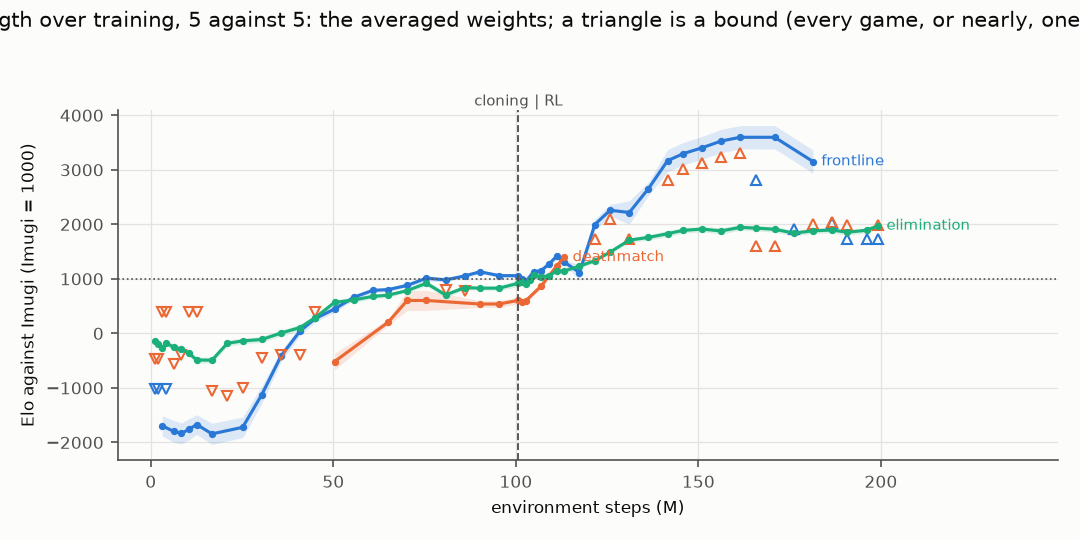 gth over training, 5 against 5: the averaged weights; a triangle is a bound (every game, or nearly, one
cloning | RL
4000
3000
2000
1000
0
−1000
−2000
Elo against Imugi (Imugi = 1000)
frontline
elimination
deathmatch
0 50 100 150 200
environment steps (M)